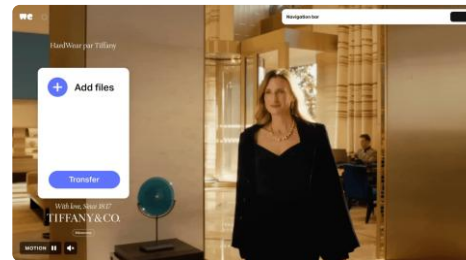 we
Navigation bar
HardWear par Tiffany
Add files
Transfer
With love, Since 1837
TIFFANY & CO.
MOTION